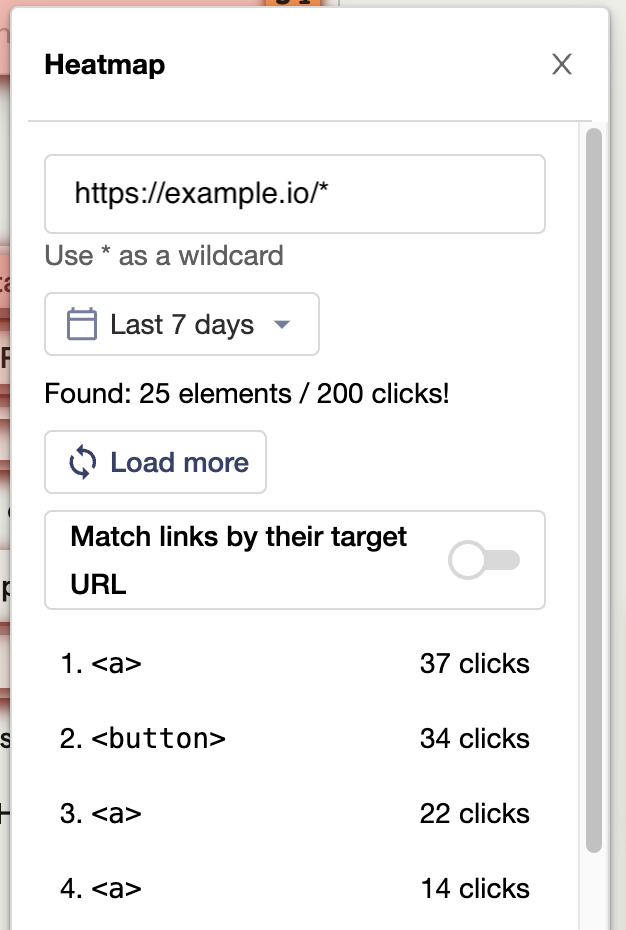 Heatmap
https://example.io/*
Use * as a wildcard
Last 7 days
Found: 25 elements / 200 clicks!
Load more
Match links by their target
URL
1. <a> 37 clicks
2. <button> 34 clicks
3. <a> 22 clicks
4. <a> 14 clicks